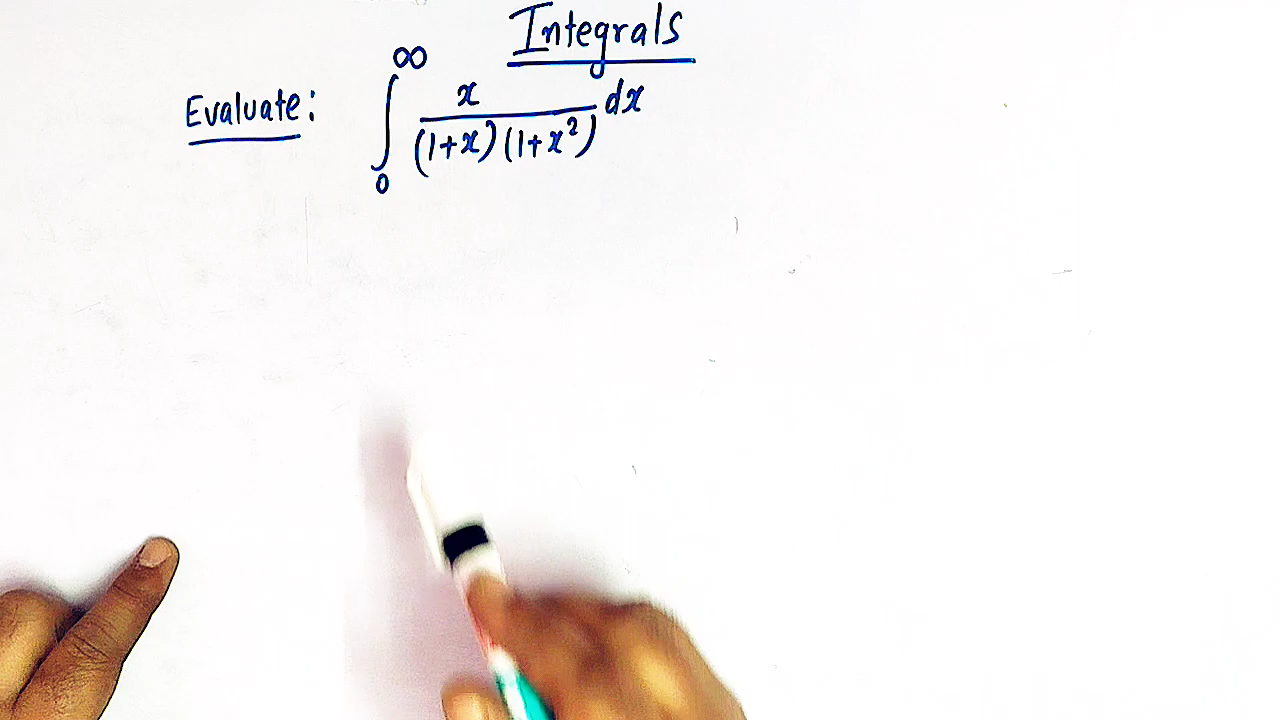 Integrals
Evaluate: ∫₀^∞ x/((1+x)(1+x²)) dx